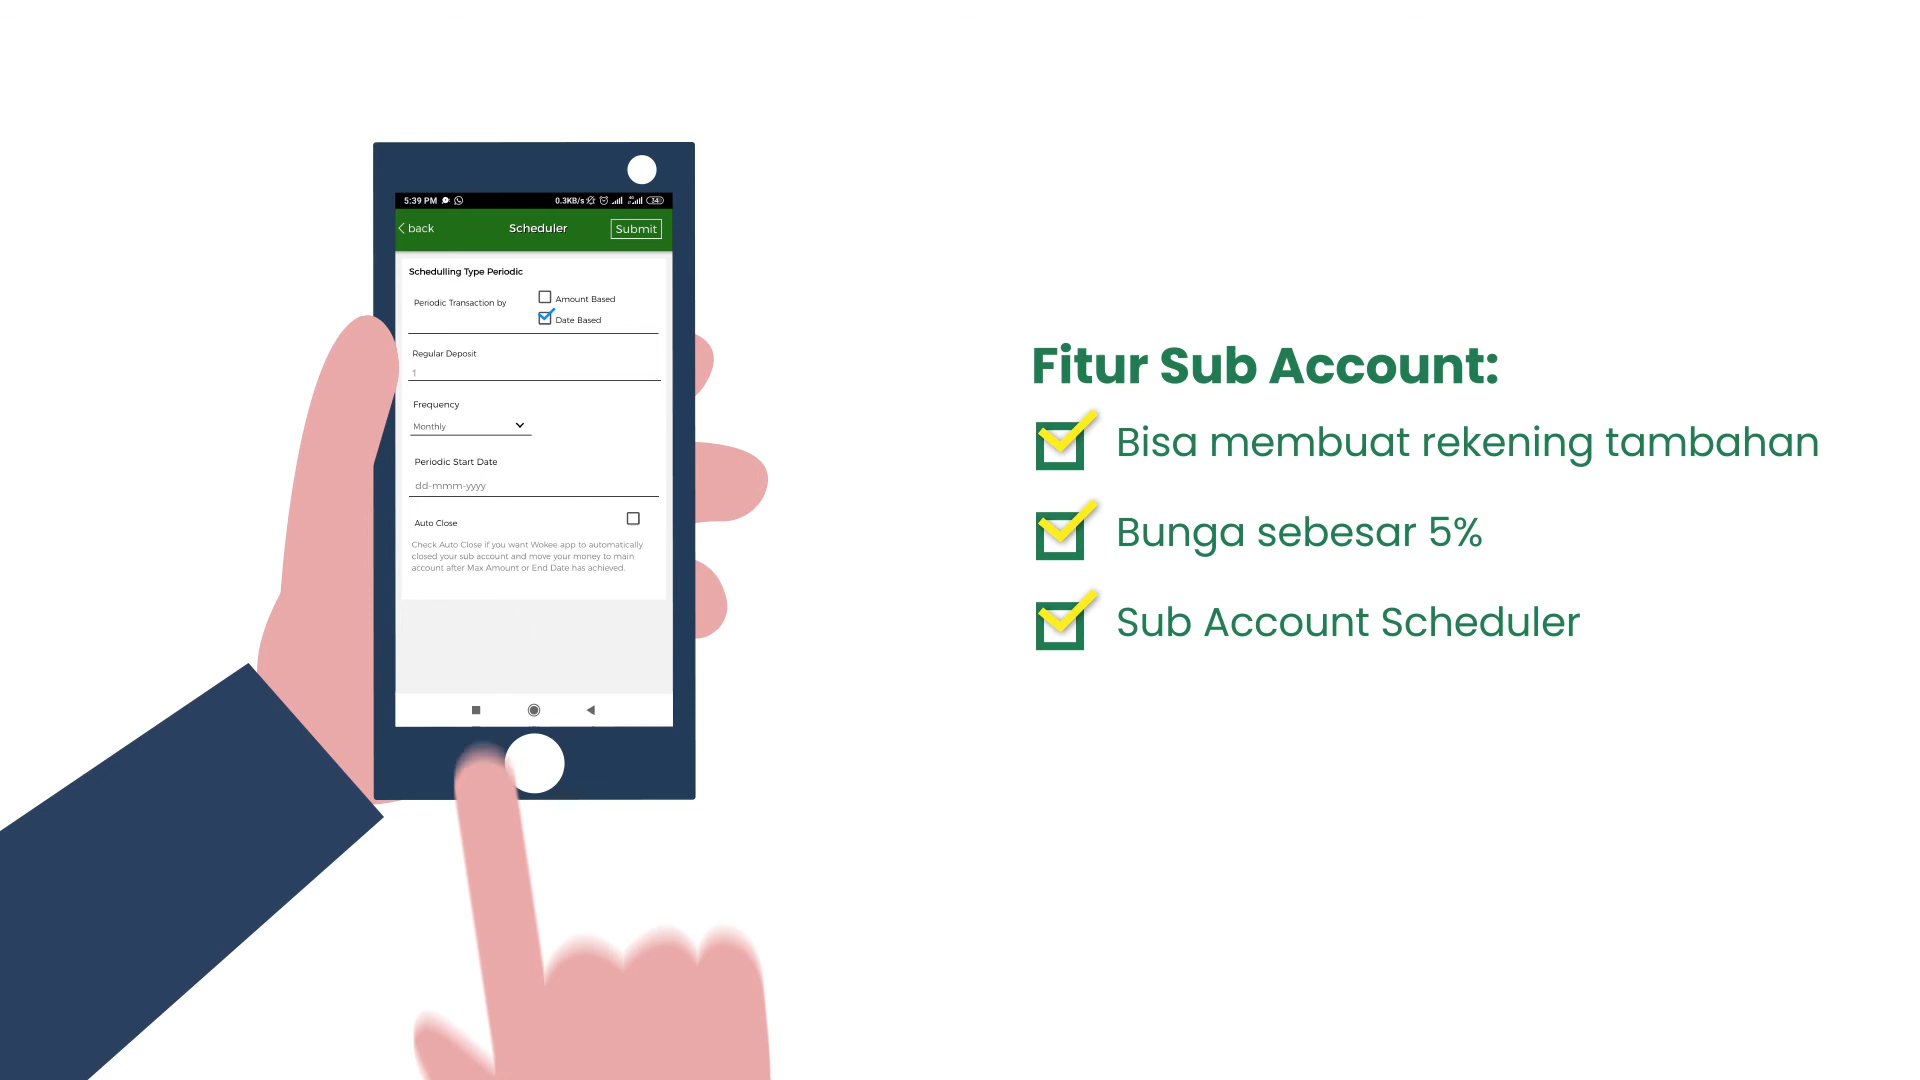 5:39 PM
0.3KB/s
back
Scheduler
Submit
Schedulling Type Periodic
Periodic Transaction by
Amount Based
Date Based
Regular Deposit
1
Frequency
Monthly
Periodic Start Date
dd-mmm-yyyy
Auto Close
Check Auto Close if you want Wokee app to automatically
closed your sub account and move your money to main
account after Max Amount or End Date has achieved.
Fitur Sub Account:
Bisa membuat rekening tambahan
Bunga sebesar 5%
Sub Account Scheduler